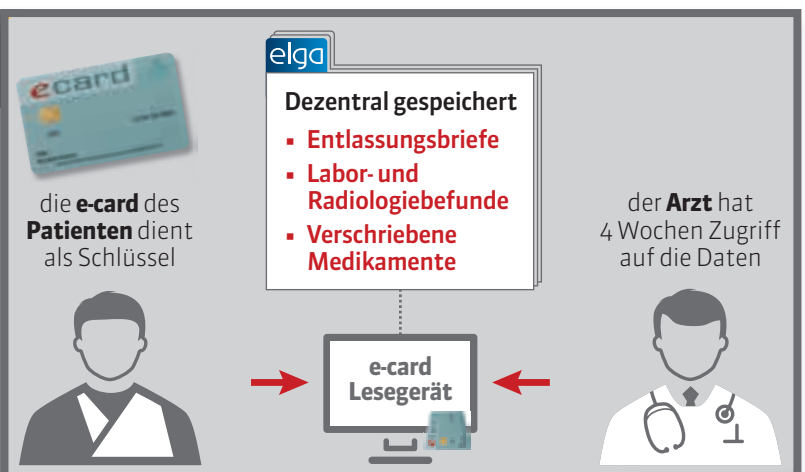 ecard
die e-card des
Patienten dient
als Schlüssel
elga
Dezentral gespeichert
▪ Entlassungsbriefe
▪ Labor- und
Radiologiebefunde
▪ Verschriebene
Medikamente
der Arzt hat
4 Wochen Zugriff
auf die Daten
e-card
Lesegerät